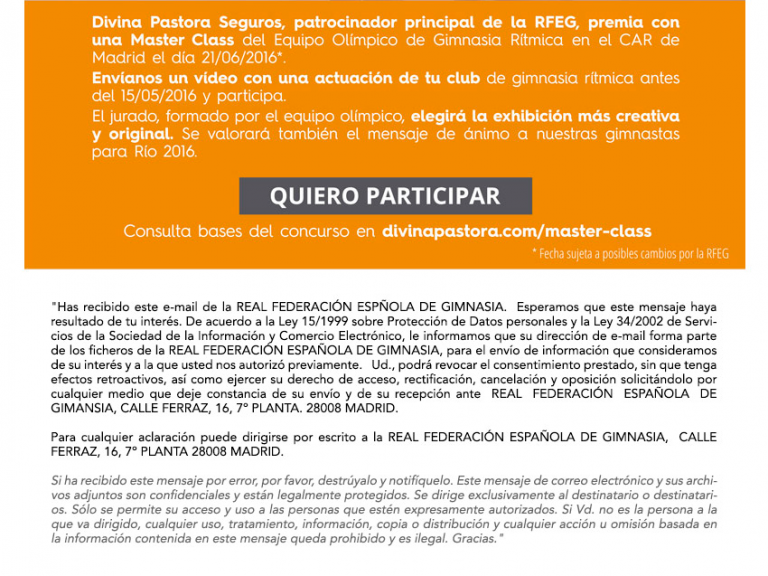 Divina Pastora Seguros, patrocinador principal de la RFEG, premia con
una Master Class del Equipo Olímpico de Gimnasia Rítmica en el CAR de
Madrid el día 21/06/2016*.
Envíanos un vídeo con una actuación de tu club de gimnasia rítmica antes
del 15/05/2016 y participa.
El jurado, formado por el equipo olímpico, elegirá la exhibición más creativa
y original. Se valorará también el mensaje de ánimo a nuestras gimnastas
para Río 2016.
QUIERO PARTICIPAR
Consulta bases del concurso en divinapastora.com/master-class
* Fecha sujeta a posibles cambios por la RFEG
"Has recibido este e-mail de la REAL FEDERACIÓN ESPÑOLA DE GIMNASIA. Esperamos que este mensaje haya
resultado de tu interés. De acuerdo a la Ley 15/1999 sobre Protección de Datos personales y la Ley 34/2002 de Servi-
cios de la Sociedad de la Información y Comercio Electrónico, le informamos que su dirección de e-mail forma parte
de los ficheros de la REAL FEDERACIÓN ESPAÑOLA DE GIMNASIA, para el envío de información que consideramos
de su interés y a la que usted nos autorizó previamente. Ud., podrá revocar el consentimiento prestado, sin que tenga
efectos retroactivos, así como ejercer su derecho de acceso, rectificación, cancelación y oposición solicitándolo por
cualquier medio que deje constancia de su envío y de su recepción ante REAL FEDERACIÓN ESPAÑOLA DE
GIMANSIA, CALLE FERRAZ, 16, 7º PLANTA. 28008 MADRID.
Para cualquier aclaración puede dirigirse por escrito a la REAL FEDERACIÓN ESPAÑOLA DE GIMNASIA, CALLE
FERRAZ, 16, 7º PLANTA 28008 MADRID.
Si ha recibido este mensaje por error, por favor, destrúyalo y notifíquelo. Este mensaje de correo electrónico y sus archi-
vos adjuntos son confidenciales y están legalmente protegidos. Se dirige exclusivamente al destinatario o destinatari-
os. Sólo se permite su acceso y uso a las personas que estén expresamente autorizados. Si Vd. no es la persona a la
que va dirigido, cualquier uso, tratamiento, información, copia o distribución y cualquier acción u omisión basada en
la información contenida en este mensaje queda prohibido y es ilegal. Gracias."